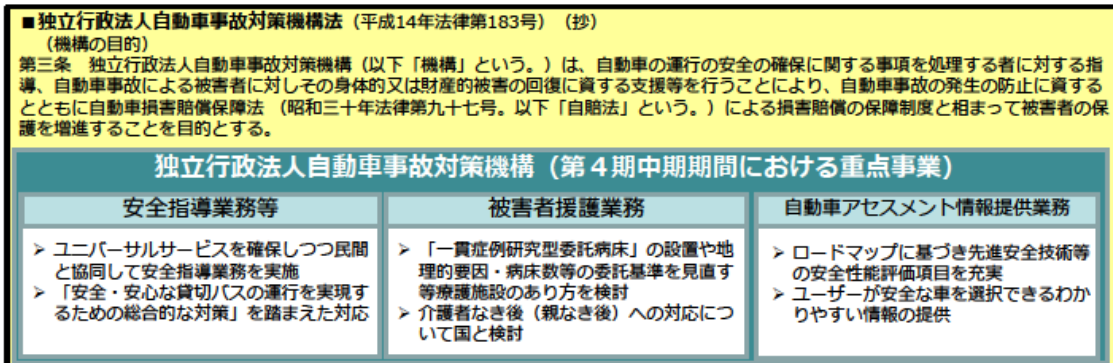 ■独立行政法人自動車事故対策機構法(平成14年法律第183号)(抄)
(機構の目的)
第三条 独立行政法人自動車事故対策機構(以下「機構」という。)は、自動車の運行の安全の確保に関する事項を処理する者に対する指
導、自動車事故による被害者に対しその身体的又は財産的被害の回復に資する支援等を行うことにより、自動車事故の発生の防止に資する
とともに自動車損害賠償保障法 (昭和三十年法律第九十七号。以下「自賠法」という。)による損害賠償の保障制度と相まって被害者の保
護を増進することを目的とする。
独立行政法人自動車事故対策機構(第4期中期期間における重点事業)
安全指導業務等
➢ ユニバーサルサービスを確保しつつ民間
と協同して安全指導業務を実施
➢ 「安全・安心な貸切バスの運行を実現す
るための総合的な対策」を踏まえた対応
被害者援護業務
➢ 「一貫症例研究型委託病床」の設置や地
理的要因・病床数等の委託基準を見直す
等療護施設のあり方を検討
➢ 介護者なき後(親なき後)への対応につ
いて国と検討
自動車アセスメント情報提供業務
➢ ロードマップに基づき先進安全技術等
の安全性能評価項目を充実
➢ ユーザーが安全な車を選択できるわか
りやすい情報の提供